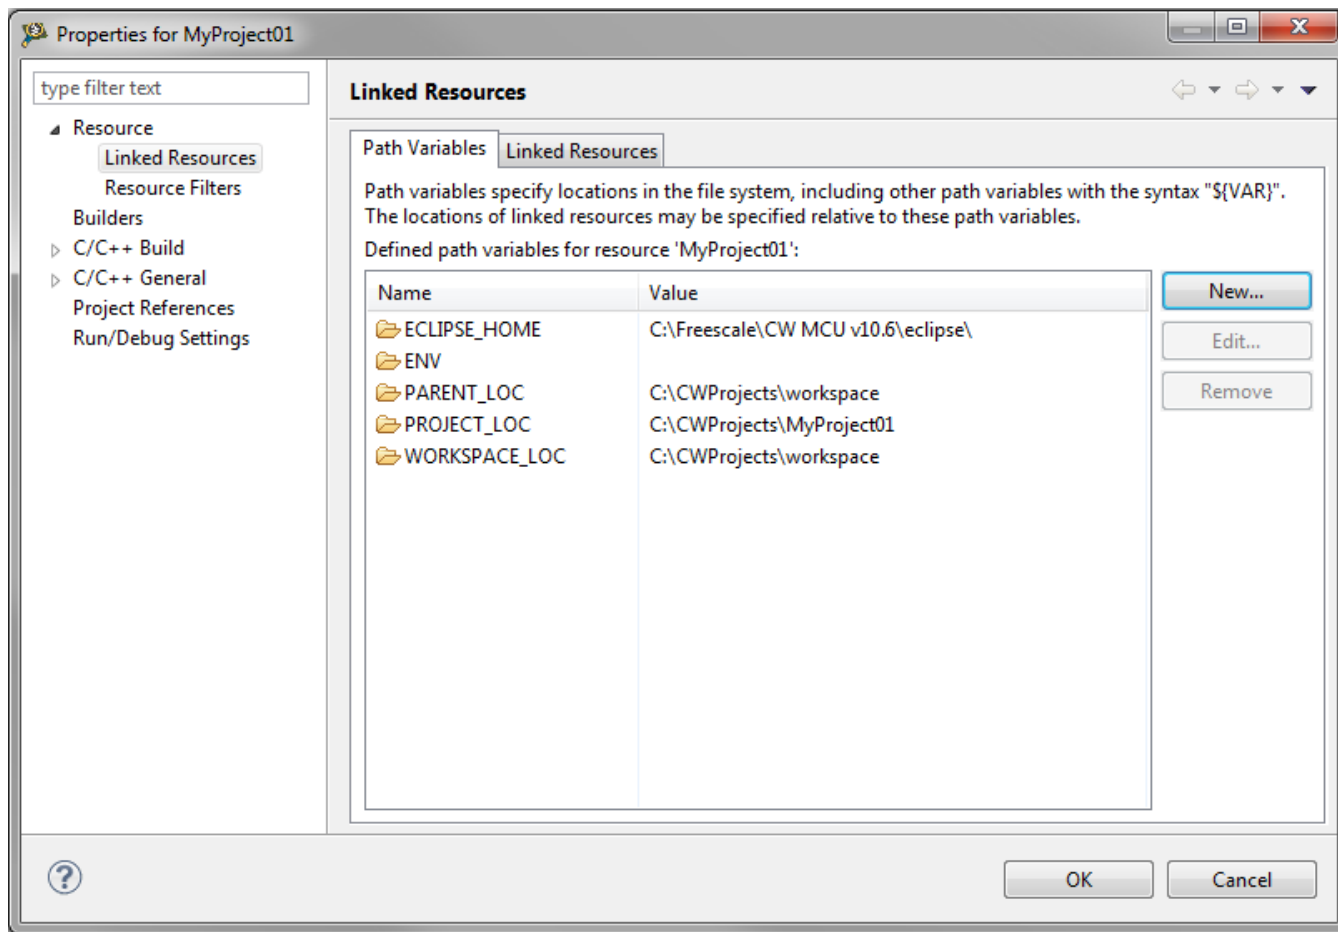 Properties for MyProject01
type filter text
Resource
Linked Resources
Resource Filters
Builders
C/C++ Build
C/C++ General
Project References
Run/Debug Settings
Linked Resources
Path Variables
Linked Resources
Path variables specify locations in the file system, including other path variables with the syntax "${VAR}".
The locations of linked resources may be specified relative to these path variables.
Defined path variables for resource 'MyProject01':
Name Value
ECLIPSE_HOME C:\Freescale\CW MCU v10.6\eclipse\
ENV
PARENT_LOC C:\CWProjects\workspace
PROJECT_LOC C:\CWProjects\MyProject01
WORKSPACE_LOC C:\CWProjects\workspace
New...
Edit...
Remove
OK
Cancel